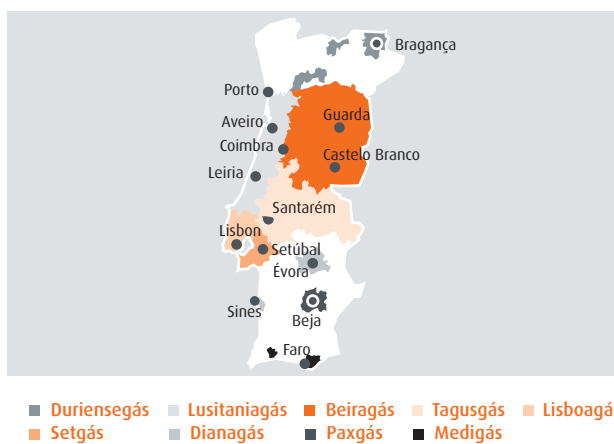 Bragança
Porto
Guarda
Aveiro
Coimbra
Castelo Branco
Leiria
Santarém
Lisbon
Setúbal
Évora
Sines
Beja
Faro
Duriensegás Lusitaniagás Beiragás Tagusgás Lisboagá
Setgás Dianagás Paxgás Medigás